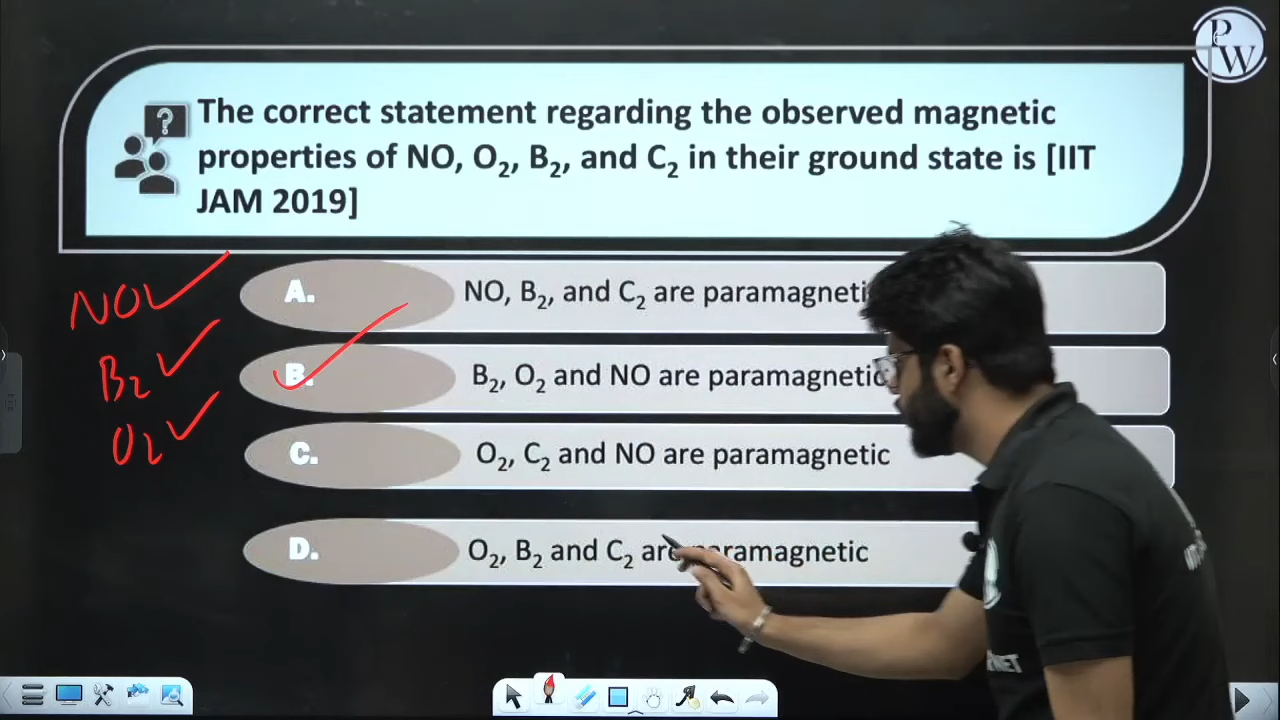 PW
?
The correct statement regarding the observed magnetic
properties of NO, O₂, B₂, and C₂ in their ground state is [IIT
JAM 2019]
NO
B₂
O₂
A. NO, B₂, and C₂ are
B. B₂, O₂ and NO are paramagnetic
C. O₂, C₂ and NO are paramagnetic
D. O₂, B₂ and C₂ are paramagnetic